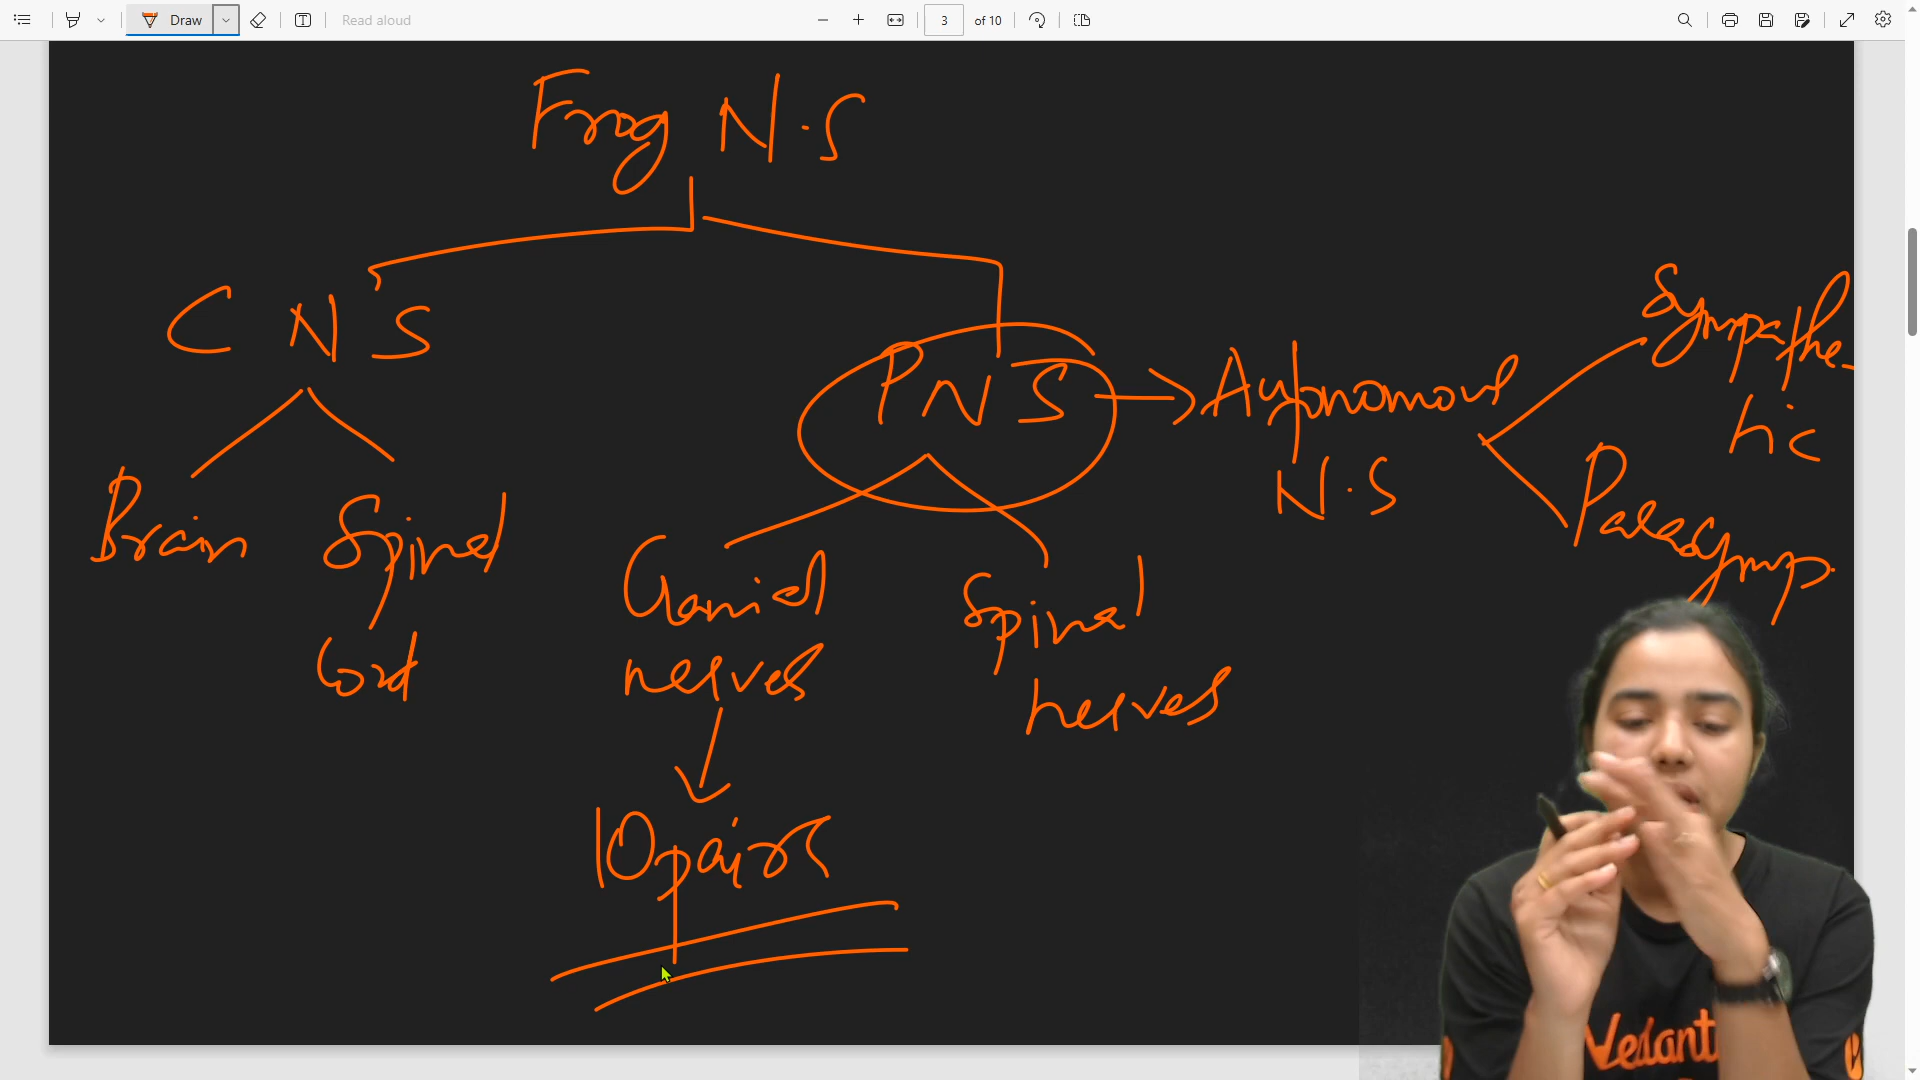 Draw
Read aloud
3 of 10
Frog N.S
C N S
PNS
Autonomous
N.S
Sympathe-
tic
Parasymp.
Brain
Spinal
Cord
Cranial
nerves
Spinal
nerves
10 pairs
Vedant